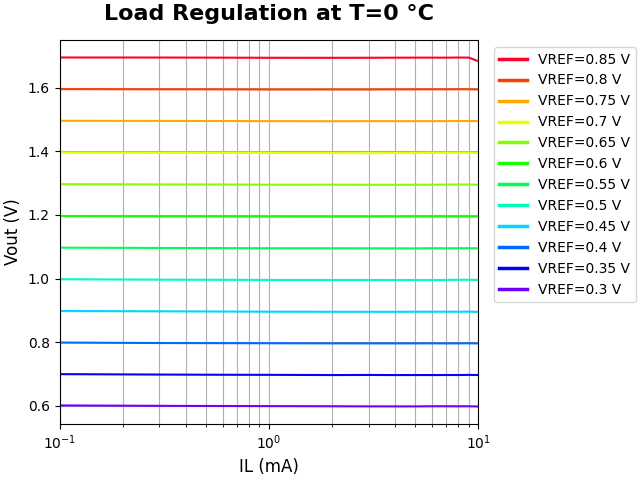 Load Regulation at T=0 °C
Vout (V)
1.6
1.4
1.2
1.0
0.8
0.6
10⁻¹
10⁰
10¹
IL (mA)
VREF=0.85 V
VREF=0.8 V
VREF=0.75 V
VREF=0.7 V
VREF=0.65 V
VREF=0.6 V
VREF=0.55 V
VREF=0.5 V
VREF=0.45 V
VREF=0.4 V
VREF=0.35 V
VREF=0.3 V